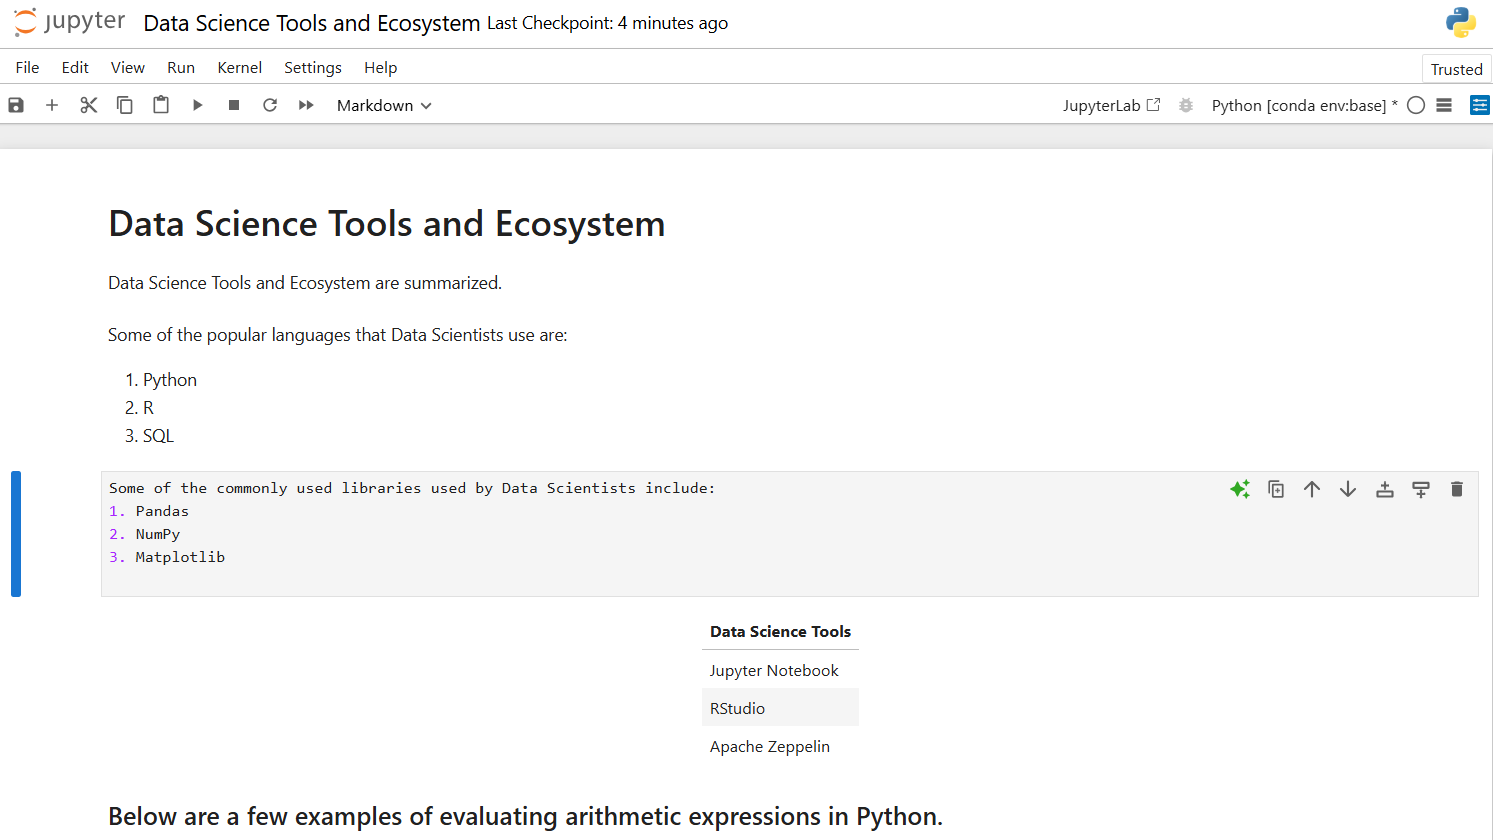 jupyter Data Science Tools and Ecosystem Last Checkpoint: 4 minutes ago
File Edit View Run Kernel Settings Help
Trusted
Markdown JupyterLab Python [conda env:base] *
Data Science Tools and Ecosystem
Data Science Tools and Ecosystem are summarized.
Some of the popular languages that Data Scientists use are:
1. Python
2. R
3. SQL
Some of the commonly used libraries used by Data Scientists include:
1. Pandas
2. NumPy
3. Matplotlib
Data Science Tools
Jupyter Notebook
RStudio
Apache Zeppelin
Below are a few examples of evaluating arithmetic expressions in Python.